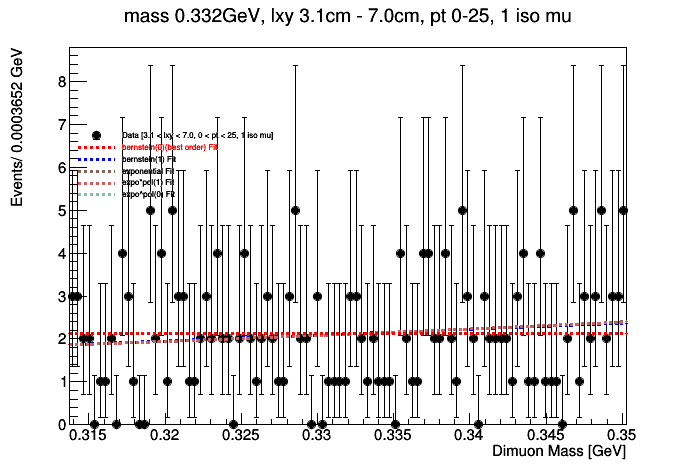 mass 0.332GeV, lxy 3.1cm - 7.0cm, pt 0-25, 1 iso mu
Events/ 0.0003652 GeV
8
7
6
5
4
3
2
1
0
Data [3.1 < lxy < 7.0, 0 < pt < 25, 1 iso mu]
bernstein(0)(best order) Fit
bernstein(1) Fit
exponential Fit
expo*pol(1) Fit
expo*pol(0) Fit
0.315 0.32 0.325 0.33 0.335 0.34 0.345 0.35
Dimuon Mass [GeV]